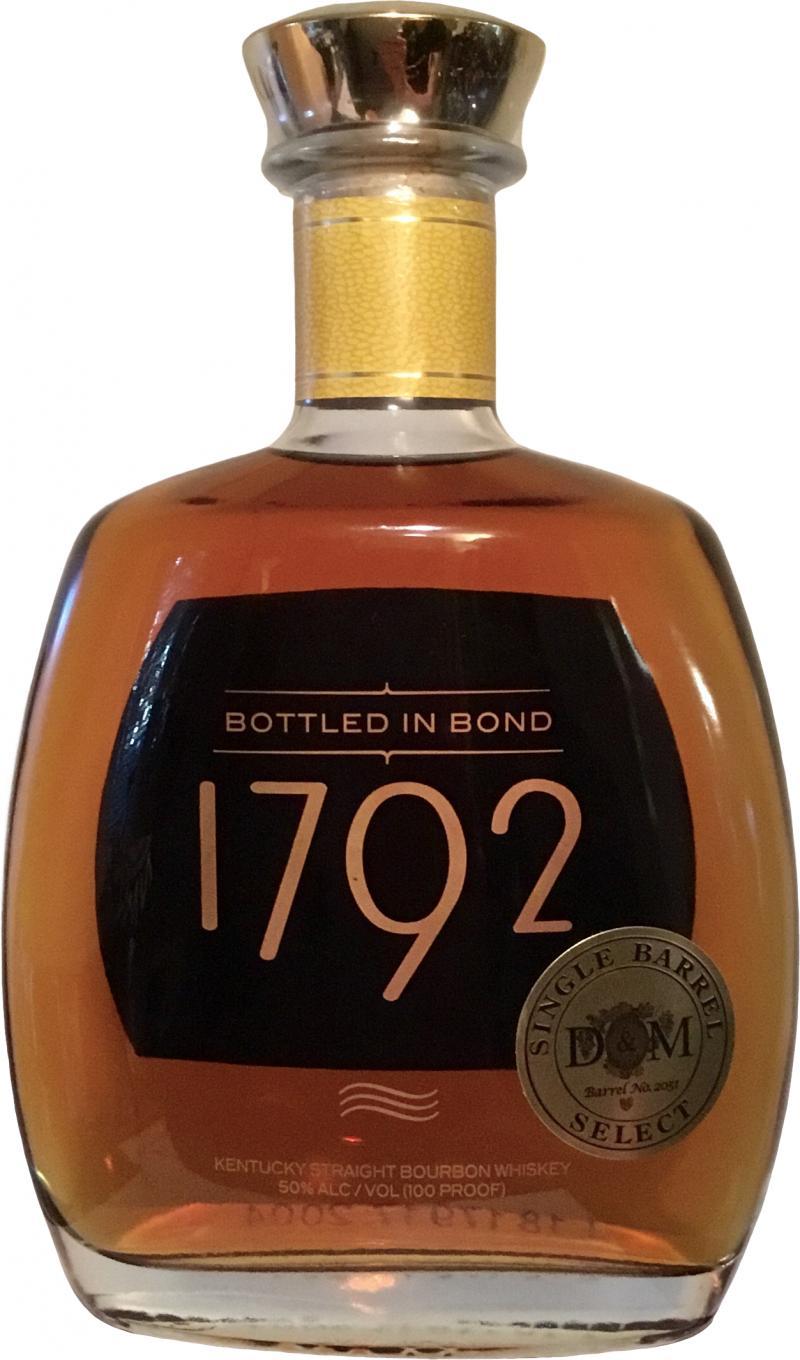 BOTTLED IN BOND
1792
SINGLE BARREL
D&M
Barrel No. 2051
SELECT
KENTUCKY STRAIGHT BOURBON WHISKEY
50% ALC / VOL (100 PROOF)